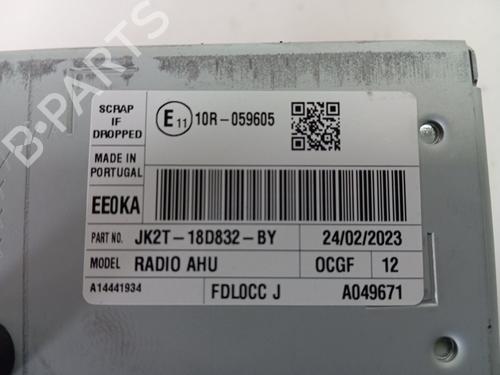 SCRAP
IF
DROPPED
E11 10R-059605
MADE IN
PORTUGAL
EE0KA
PART NO. JK2T-18D832-BY 24/02/2023
MODEL RADIO AHU OCGF 12
A14441934 FDL0CC J A049671
B-PARTS